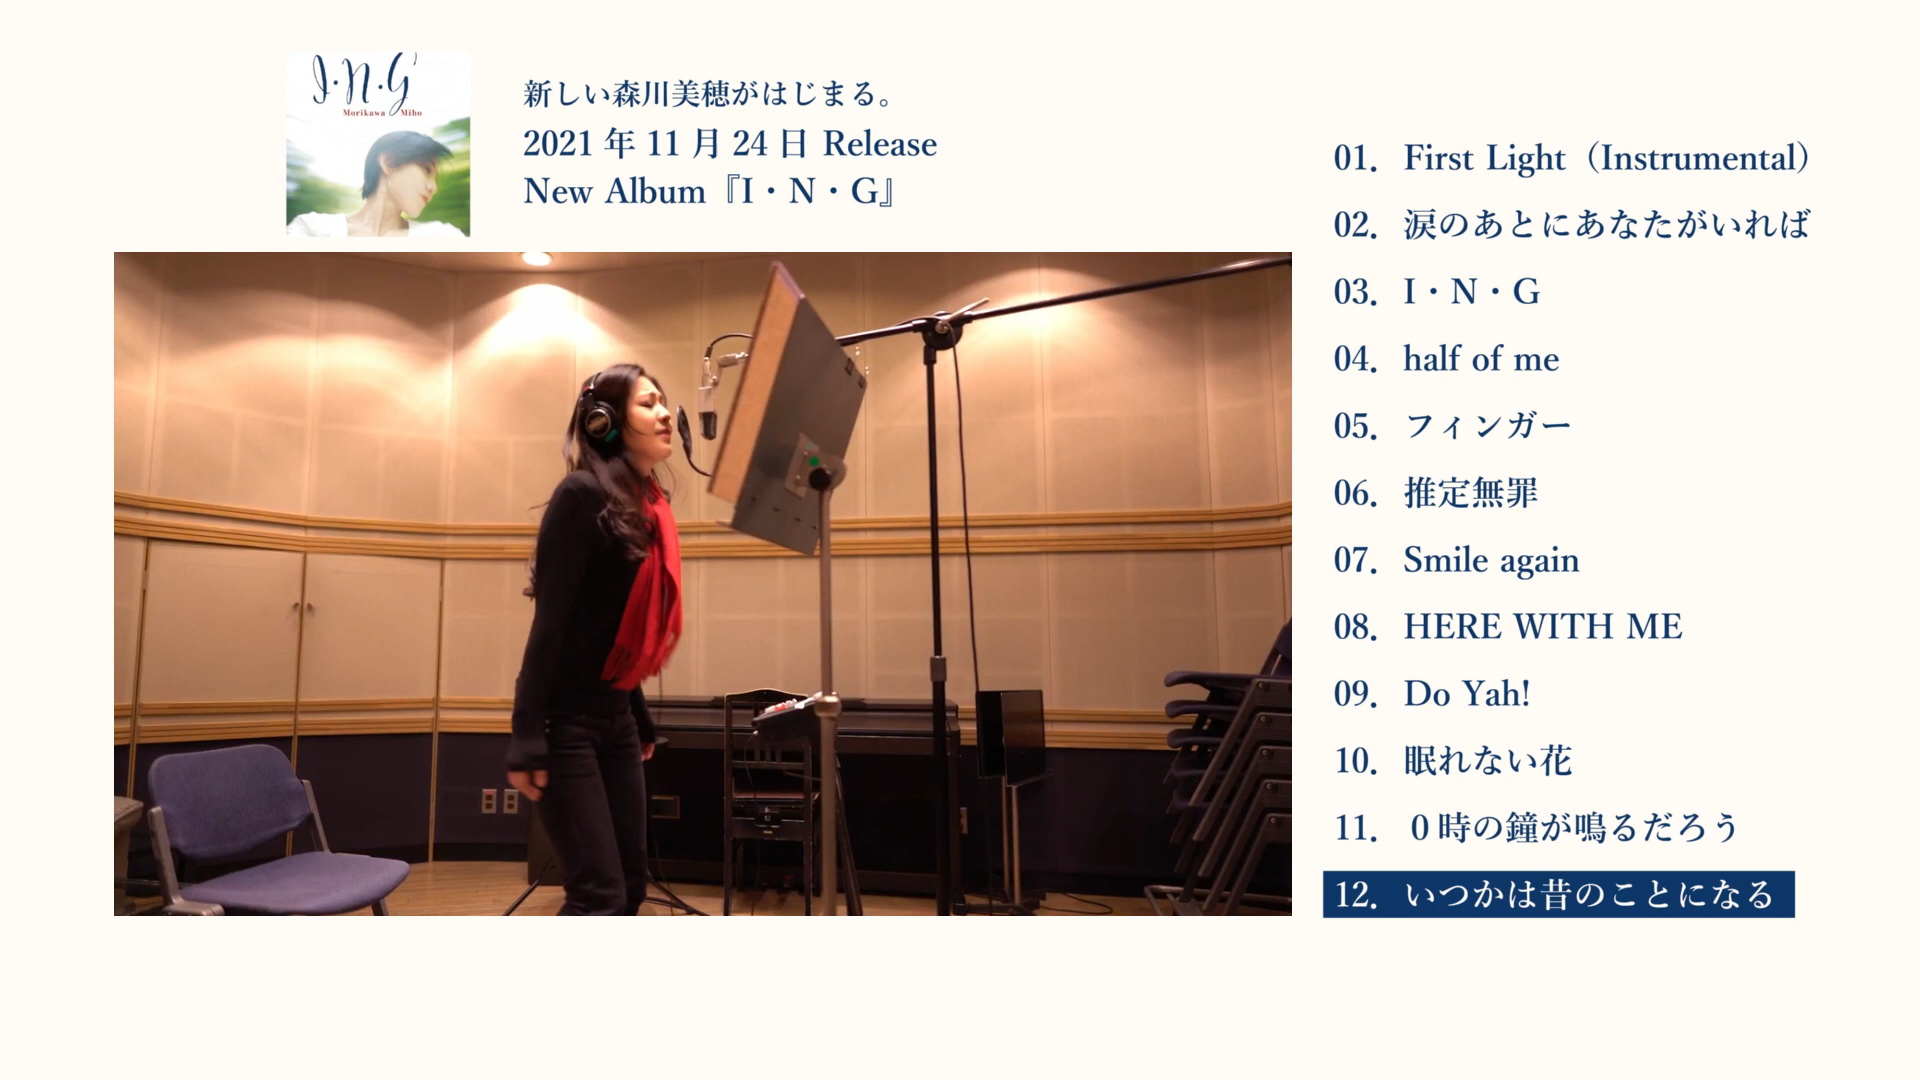 I・N・G
Morikawa Miho
新しい森川美穂がはじまる。
2021年11月24日 Release
New Album『I・N・G』
01. First Light（Instrumental）
02. 涙のあとにあなたがいれば
03. I・N・G
04. half of me
05. フィンガー
06. 推定無罪
07. Smile again
08. HERE WITH ME
09. Do Yah!
10. 眠れない花
11. ０時の鐘が鳴るだろう
12. いつかは昔のことになる